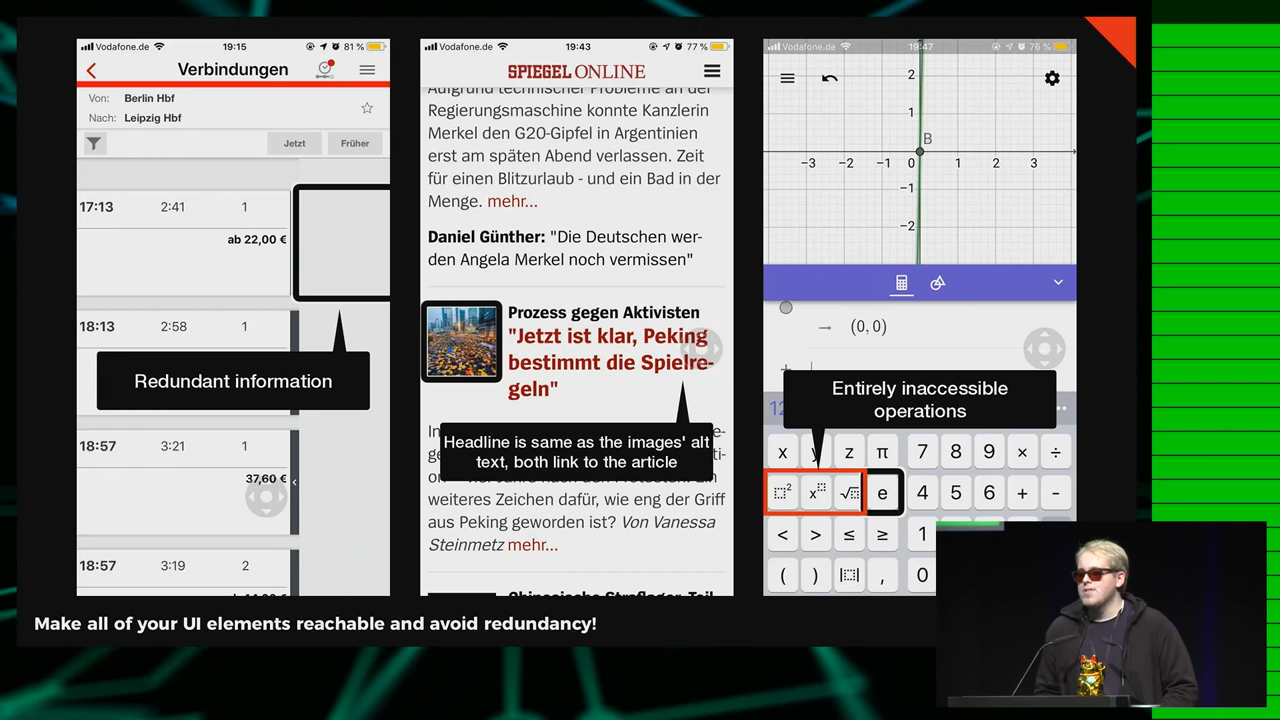 Vodafone.de
19:15
81 %
Verbindungen
Von: Berlin Hbf
Nach: Leipzig Hbf
Jetzt
Früher
17:13 2:41 1
ab 22,00 €
18:13 2:58 1
Redundant information
18:57 3:21 1
37,60 €
18:57 3:19 2
Vodafone.de
19:43
77 %
SPIEGEL ONLINE
Aufgrund technischer Probleme an der
Regierungsmaschine konnte Kanzlerin
Merkel den G20-Gipfel in Argentinien
erst am späten Abend verlassen. Zeit
für einen Blitzurlaub - und ein Bad in der
Menge. mehr...
Daniel Günther: "Die Deutschen wer-
den Angela Merkel noch vermissen"
Prozess gegen Aktivisten
"Jetzt ist klar, Peking
bestimmt die Spielre-
geln"
Headline is same as the images' alt
text, both link to the article
weiteres Zeichen dafür, wie eng der Griff
aus Peking geworden ist? Von Vanessa
Steinmetz mehr...
Vodafone.de
19:47
76 %
2
1
B
−3 −2 −1 0 1 2 3
−1
−2
→ (0, 0)
Entirely inaccessible
operations
x y z π 7 8 9 × ÷
² x √ e 4 5 6 + -
< > ≤ ≥ 1
( ) , 0
Make all of your UI elements reachable and avoid redundancy!